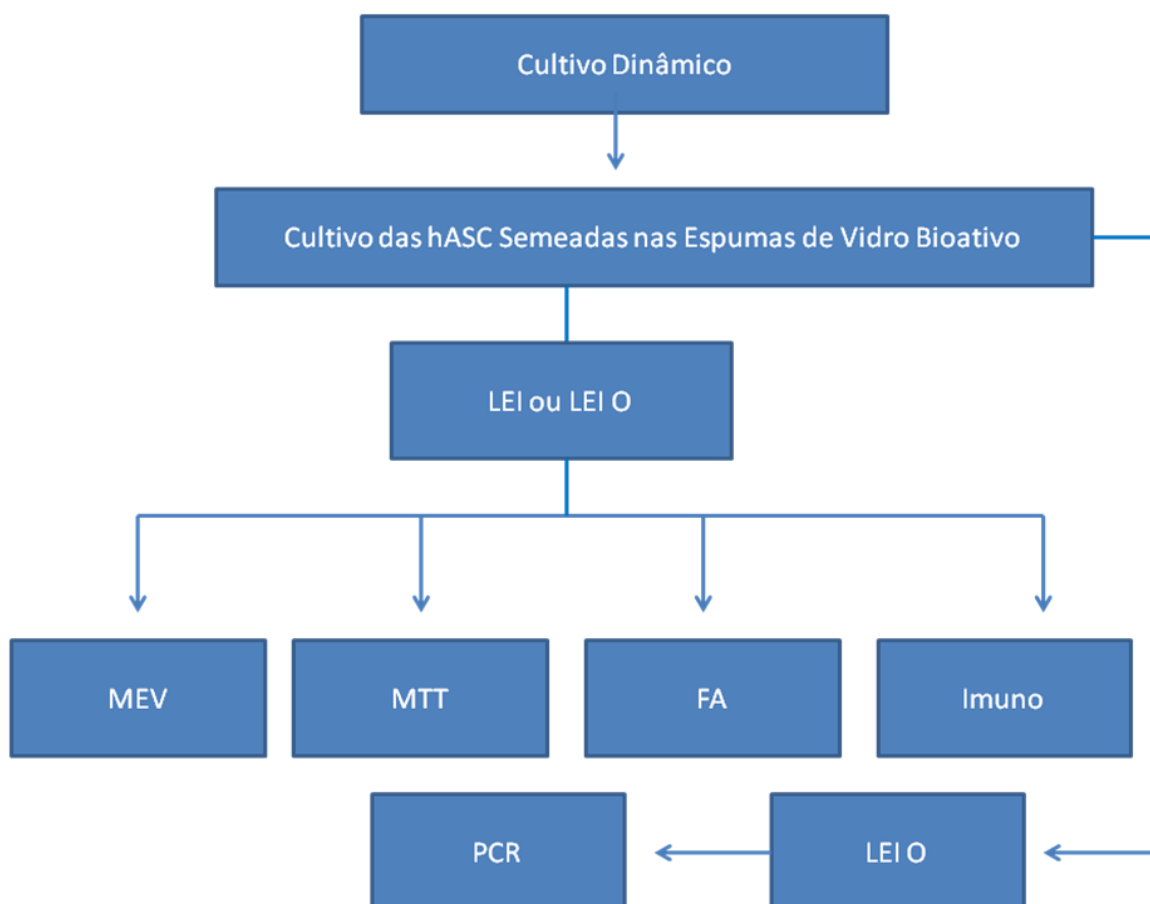 Cultivo Dinâmico
Cultivo das hASC Semeadas nas Espumas de Vidro Bioativo
LEI ou LEI O
MEV
MTT
FA
Imuno
PCR
LEI O